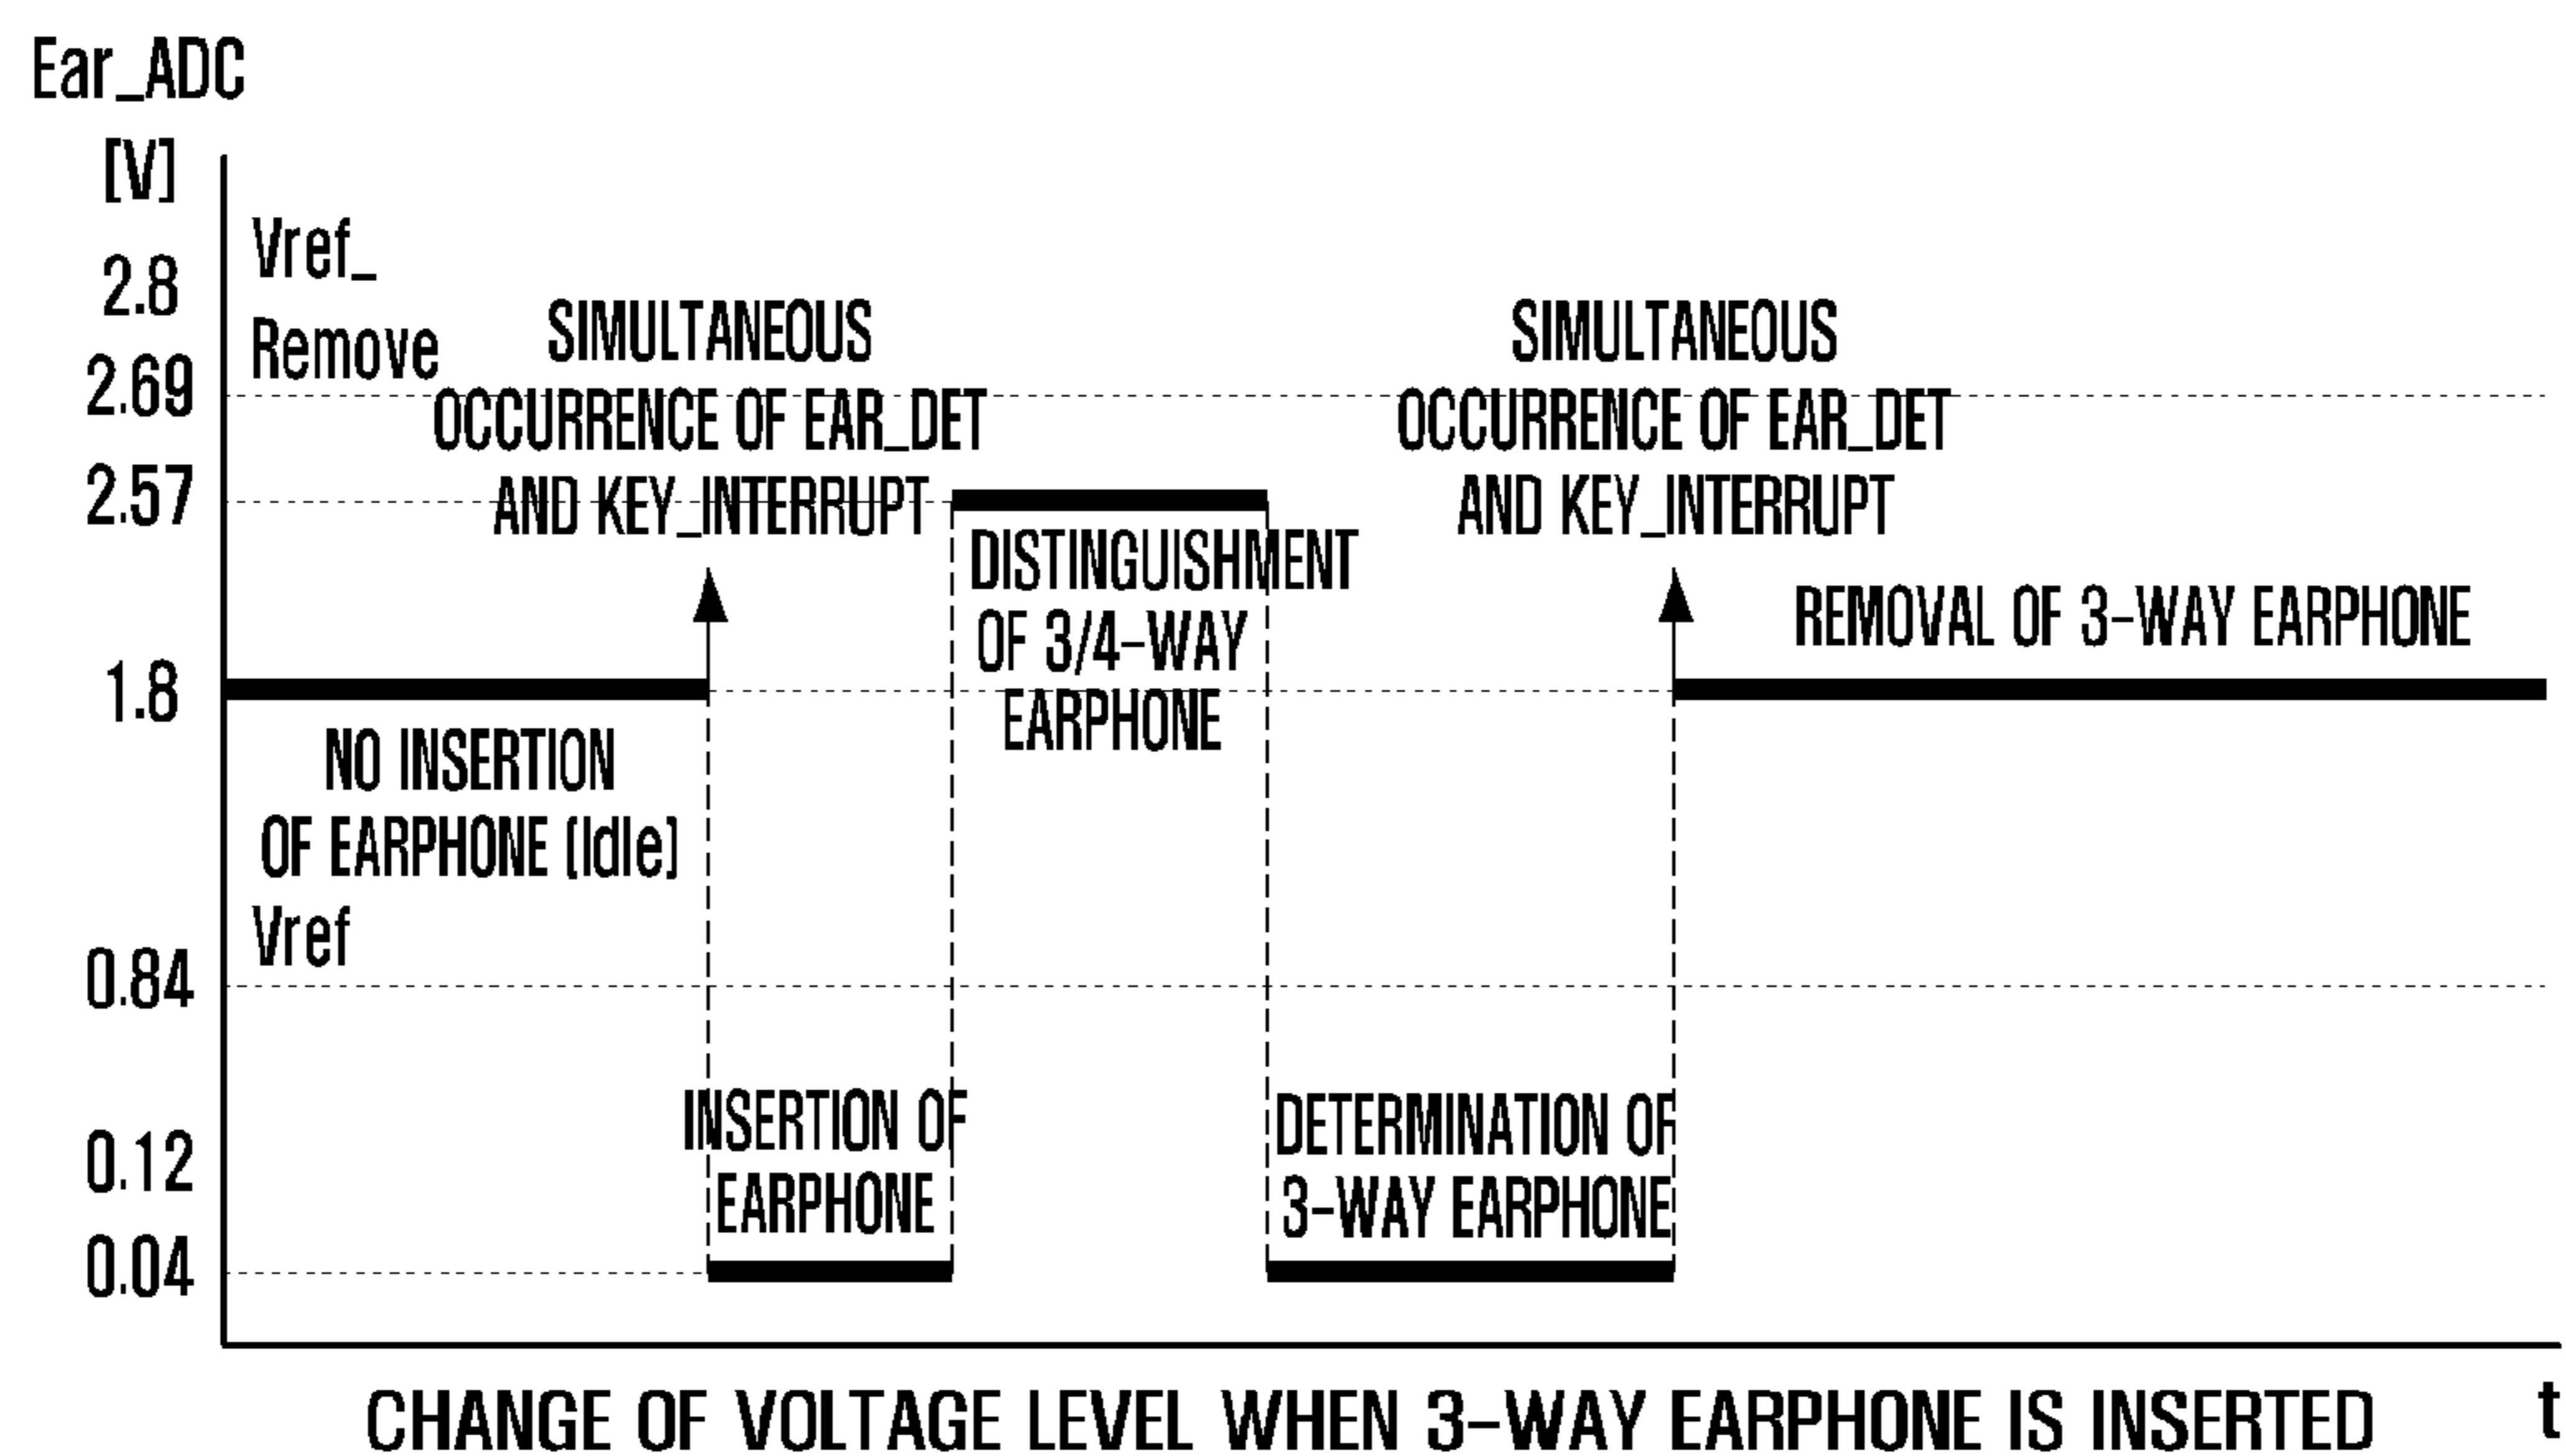 Ear_ADC
[V]
2.8
2.69
2.57
1.8
0.84
0.12
0.04
Vref_
Remove
SIMULTANEOUS
OCCURRENCE OF EAR_DET
AND KEY_INTERRUPT
DISTINGUISHMENT
OF 3/4-WAY
EARPHONE
SIMULTANEOUS
OCCURRENCE OF EAR_DET
AND KEY_INTERRUPT
REMOVAL OF 3-WAY EARPHONE
NO INSERTION
OF EARPHONE (Idle)
Vref
INSERTION OF
EARPHONE
DETERMINATION OF
3-WAY EARPHONE
CHANGE OF VOLTAGE LEVEL WHEN 3-WAY EARPHONE IS INSERTED
t